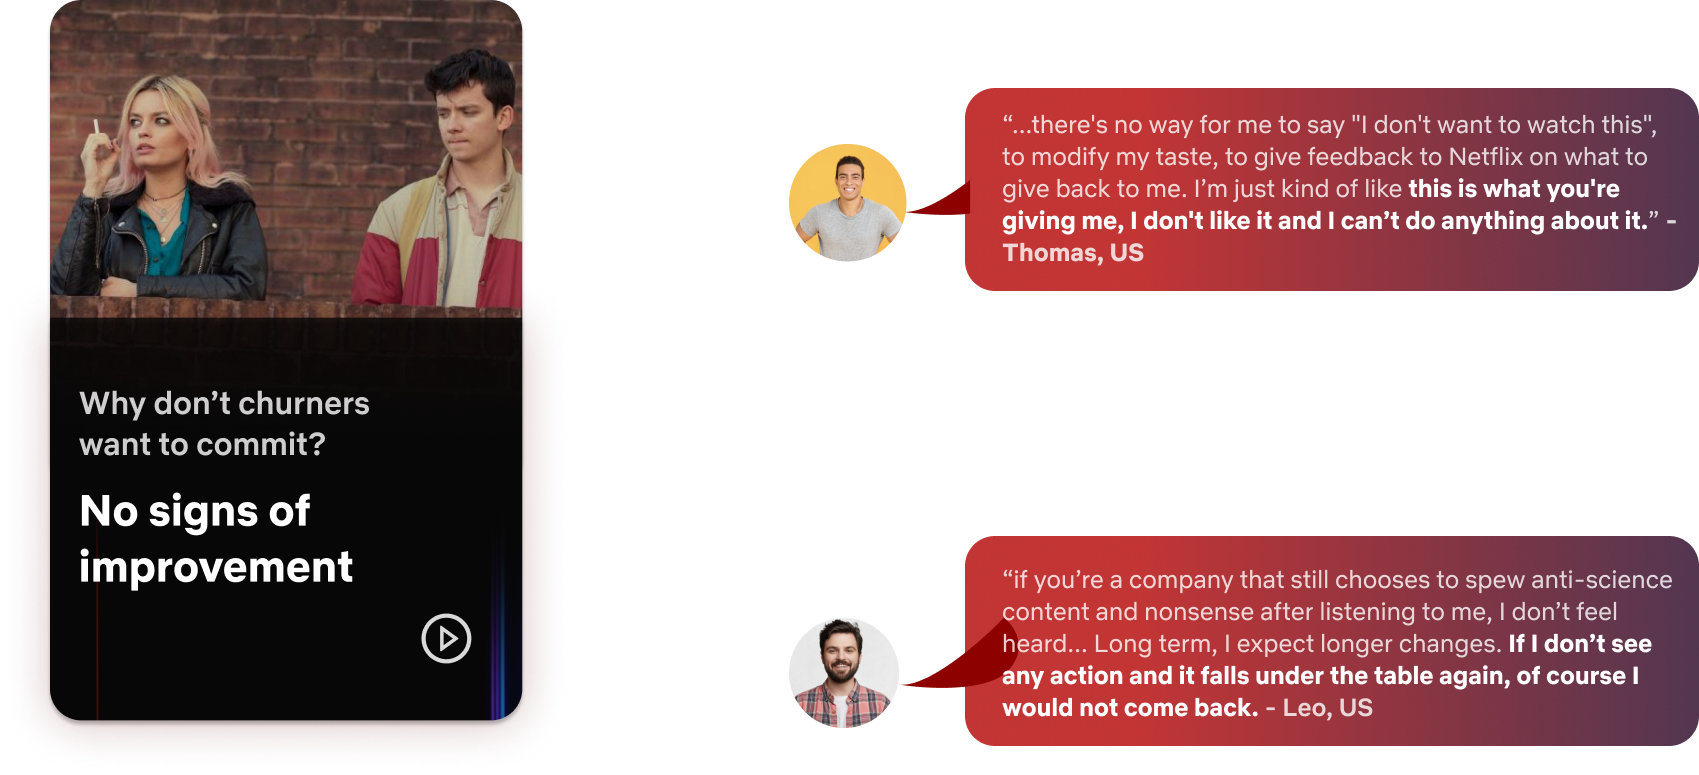 Why don’t churners
want to commit?
No signs of
improvement
“...there's no way for me to say "I don't want to watch this",
to modify my taste, to give feedback to Netflix on what to
give back to me. I’m just kind of like this is what you're
giving me, I don't like it and I can’t do anything about it.” -
Thomas, US
“if you’re a company that still chooses to spew anti-science
content and nonsense after listening to me, I don’t feel
heard... Long term, I expect longer changes. If I don’t see
any action and it falls under the table again, of course I
would not come back. - Leo, US